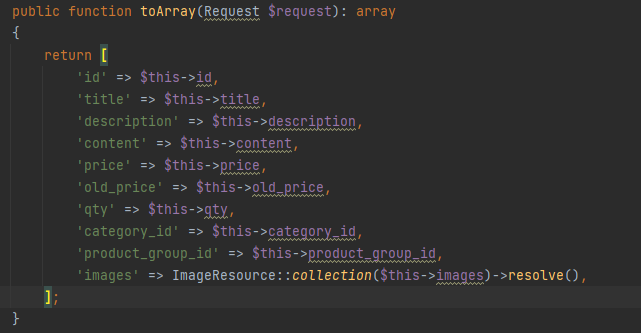 public function toArray(Request $request): array
{
    return [
        'id' => $this->id,
        'title' => $this->title,
        'description' => $this->description,
        'content' => $this->content,
        'price' => $this->price,
        'old_price' => $this->old_price,
        'qty' => $this->qty,
        'category_id' => $this->category_id,
        'product_group_id' => $this->product_group_id,
        'images' => ImageResource::collection($this->images)->resolve(),
    ];
}